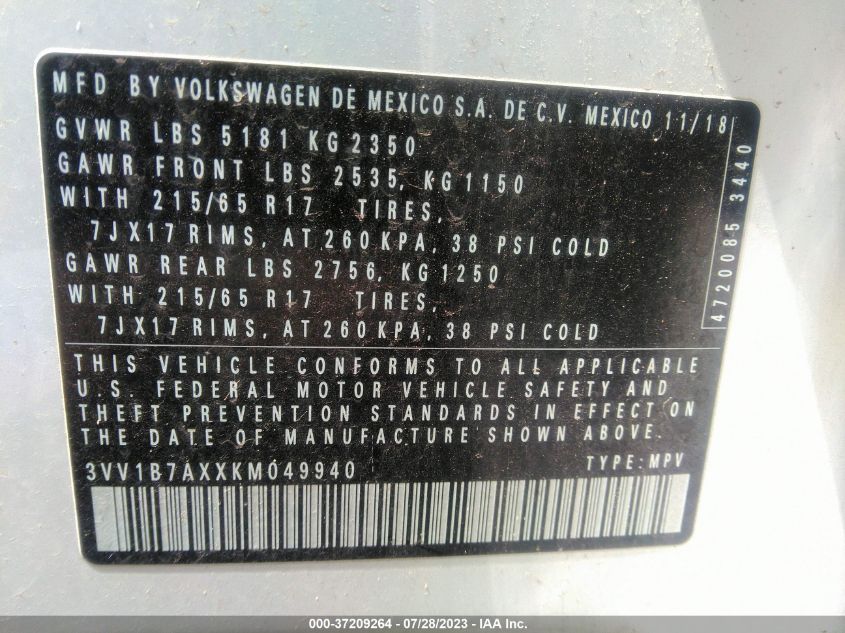 MFD BY VOLKSWAGEN DE MEXICO S.A. DE C.V. MEXICO 11/18
GVWR LBS 5181 KG 2350
GAWR FRONT LBS 2535, KG 1150
WITH 215/65 R17 TIRES,
7JX17 RIMS, AT 260 KPA, 38 PSI COLD
GAWR REAR LBS 2756, KG 1250
WITH 215/65 R17 TIRES,
7JX17 RIMS, AT 260 KPA, 38 PSI COLD
4720085 3440
THIS VEHICLE CONFORMS TO ALL APPLICABLE
U.S. FEDERAL MOTOR VEHICLE SAFETY AND
THEFT PREVENTION STANDARDS IN EFFECT ON
THE DATE OF MANUFACTURE SHOWN ABOVE.
3VV1B7AXXKM049940 TYPE: MPV
000-37209264 - 07/28/2023 - IAA Inc.